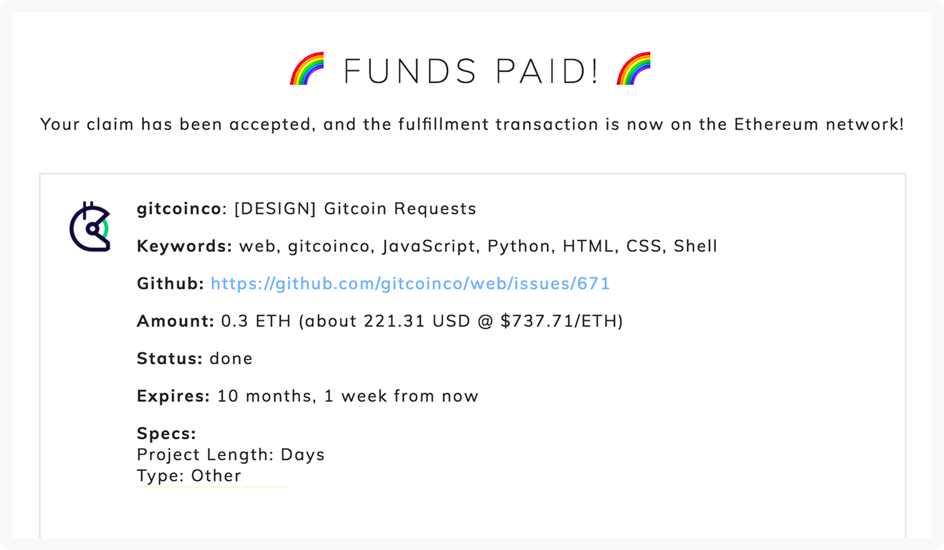 🌈 FUNDS PAID! 🌈
Your claim has been accepted, and the fulfillment transaction is now on the Ethereum network!
gitcoinco: [DESIGN] Gitcoin Requests
Keywords: web, gitcoinco, JavaScript, Python, HTML, CSS, Shell
Github: https://github.com/gitcoinco/web/issues/671
Amount: 0.3 ETH (about 221.31 USD @ $737.71/ETH)
Status: done
Expires: 10 months, 1 week from now
Specs:
Project Length: Days
Type: Other